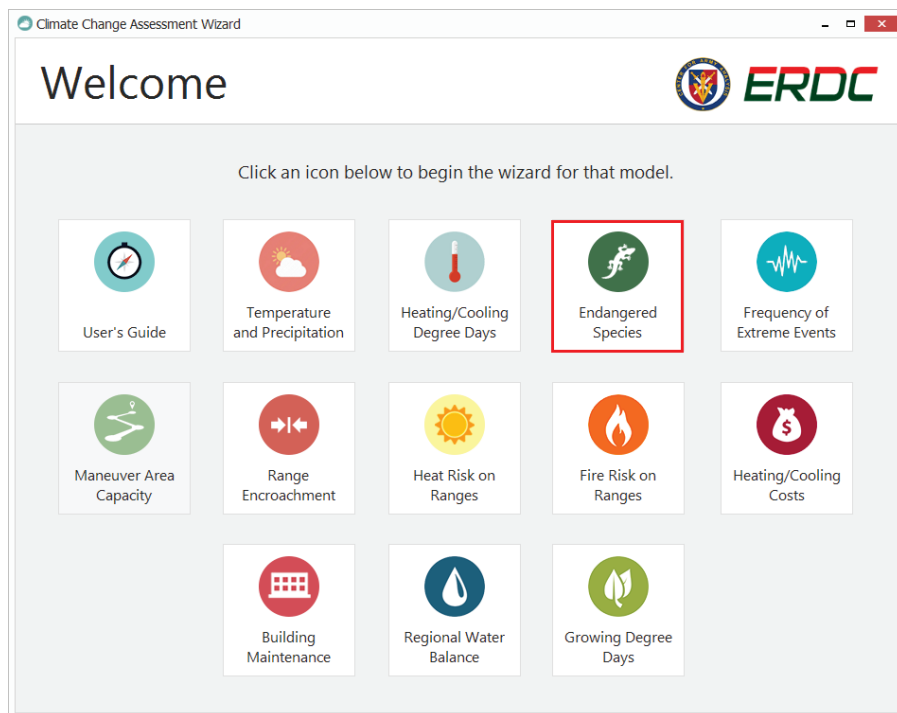 Climate Change Assessment Wizard
Welcome
ERDC
Click an icon below to begin the wizard for that model.
User's Guide
Temperature
and Precipitation
Heating/Cooling
Degree Days
Endangered
Species
Frequency of
Extreme Events
Maneuver Area
Capacity
Range
Encroachment
Heat Risk on
Ranges
Fire Risk on
Ranges
$
Heating/Cooling
Costs
Building
Maintenance
Regional Water
Balance
Growing Degree
Days